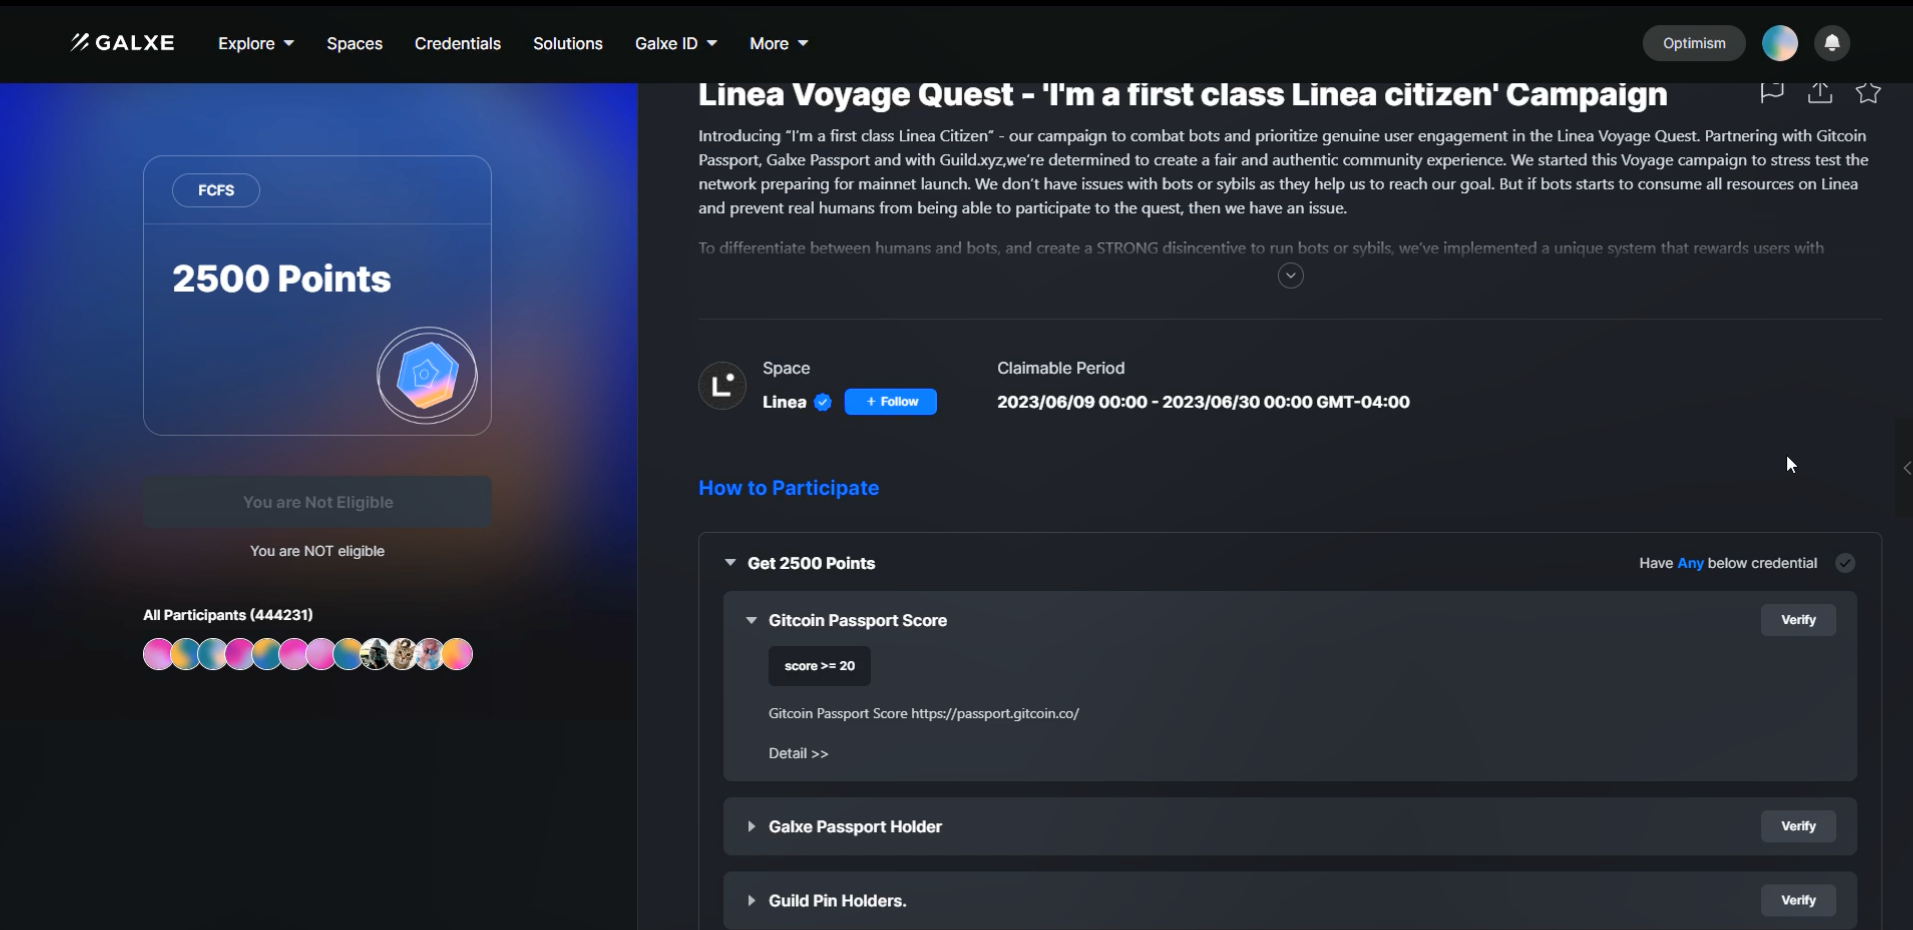 GALXE
Explore
Spaces
Credentials
Solutions
Galxe ID
More
Optimism
FCFS
2500 Points
You are Not Eligible
You are NOT eligible
All Participants (444231)
Linea Voyage Quest - 'I'm a first class Linea citizen' Campaign
Introducing “I’m a first class Linea Citizen” - our campaign to combat bots and prioritize genuine user engagement in the Linea Voyage Quest. Partnering with Gitcoin
Passport, Galxe Passport and with Guild.xyz,we’re determined to create a fair and authentic community experience. We started this Voyage campaign to stress test the
network preparing for mainnet launch. We don’t have issues with bots or sybils as they help us to reach our goal. But if bots starts to consume all resources on Linea
and prevent real humans from being able to participate to the quest, then we have an issue.
To differentiate between humans and bots, and create a STRONG disincentive to run bots or sybils, we’ve implemented a unique system that rewards users with
Space
Linea
+ Follow
Claimable Period
2023/06/09 00:00 - 2023/06/30 00:00 GMT-04:00
How to Participate
Get 2500 Points
Have Any below credential
Gitcoin Passport Score
Verify
score >= 20
Gitcoin Passport Score https://passport.gitcoin.co/
Detail >>
Galxe Passport Holder
Verify
Guild Pin Holders.
Verify